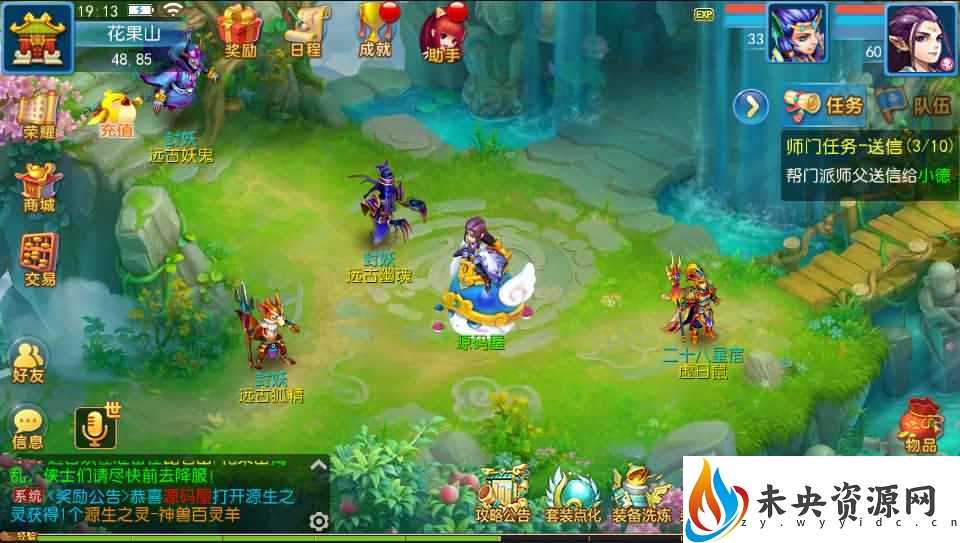 19:13
花果山
48, 85
奖励
日程
成就
助手
EXP
33
60
荣耀
充值
商城
交易
好友
信息
世
任务
队伍
师门任务-送信(3/10)
帮门派师父送信给小德
封妖
远古妖鬼
封妖
远古幽魂
源码屋
封妖
远古狐精
二十八星宿
虚日鼠
物品
乱，侠士们请尽快前去降服！
系统 <奖励公告>恭喜源码屋打开源生之
灵获得1个源生之灵-神兽百灵羊
经验
攻略公告
套装点化
装备洗炼
未央资源网
zy.wyyidc.cn